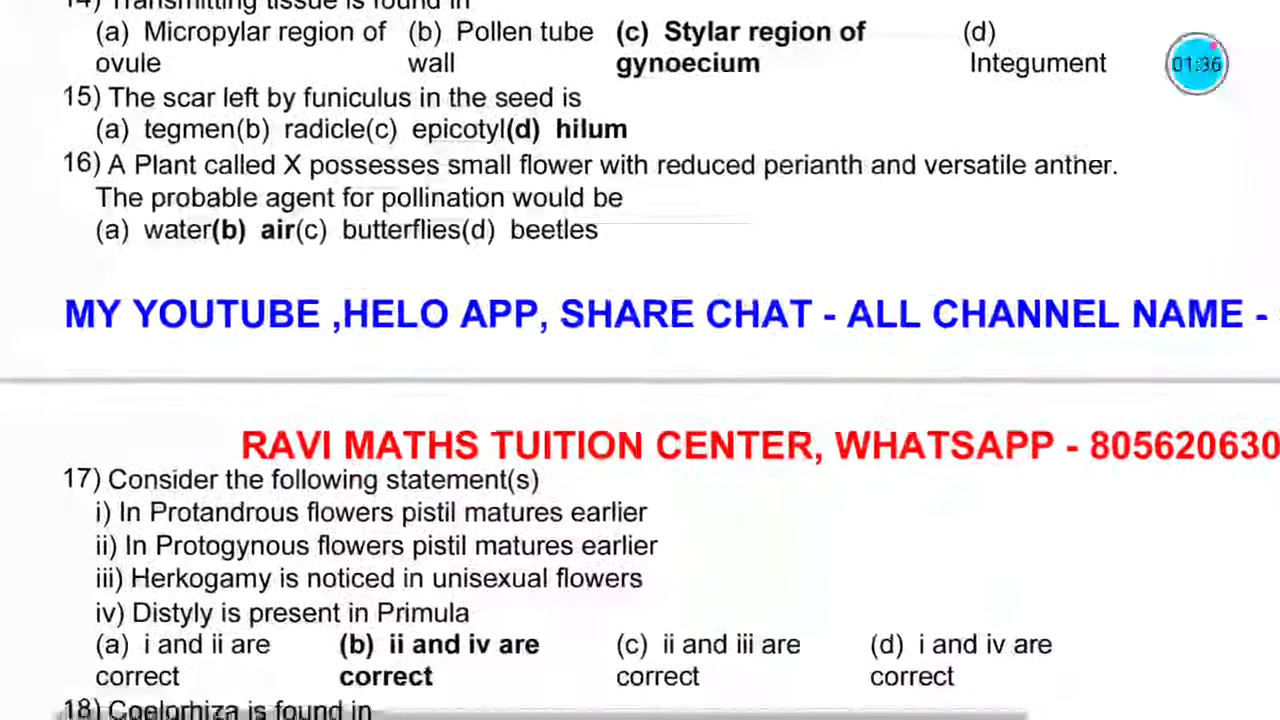 14) Transmitting tissue is found in
(a) Micropylar region of ovule (b) Pollen tube wall (c) Stylar region of gynoecium (d) Integument
01:36
15) The scar left by funiculus in the seed is
(a) tegmen(b) radicle(c) epicotyl(d) hilum
16) A Plant called X possesses small flower with reduced perianth and versatile anther.
The probable agent for pollination would be
(a) water(b) air(c) butterflies(d) beetles
MY YOUTUBE ,HELO APP, SHARE CHAT - ALL CHANNEL NAME -
RAVI MATHS TUITION CENTER, WHATSAPP - 805620630
17) Consider the following statement(s)
i) In Protandrous flowers pistil matures earlier
ii) In Protogynous flowers pistil matures earlier
iii) Herkogamy is noticed in unisexual flowers
iv) Distyly is present in Primula
(a) i and ii are correct (b) ii and iv are correct (c) ii and iii are correct (d) i and iv are correct
18) Coelorhiza is found in